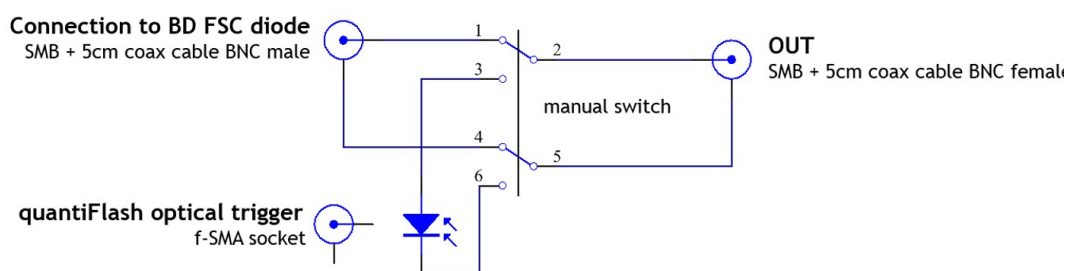 Connection to BD FSC diode
SMB + 5cm coax cable BNC male
1
2
OUT
SMB + 5cm coax cable BNC female
3
manual switch
4
5
6
quantiFlash optical trigger
f-SMA socket